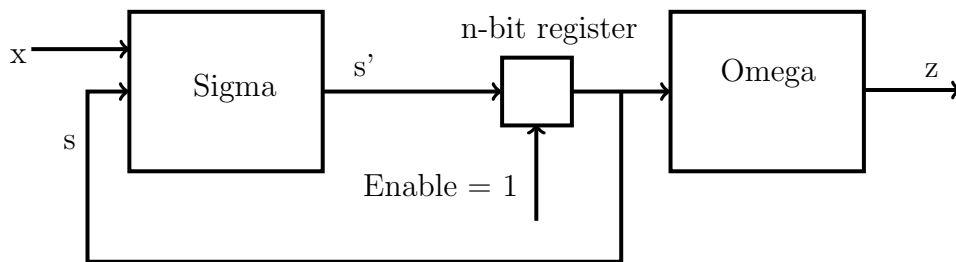 n-bit register
x
Sigma
s'
Omega
z
s
Enable = 1